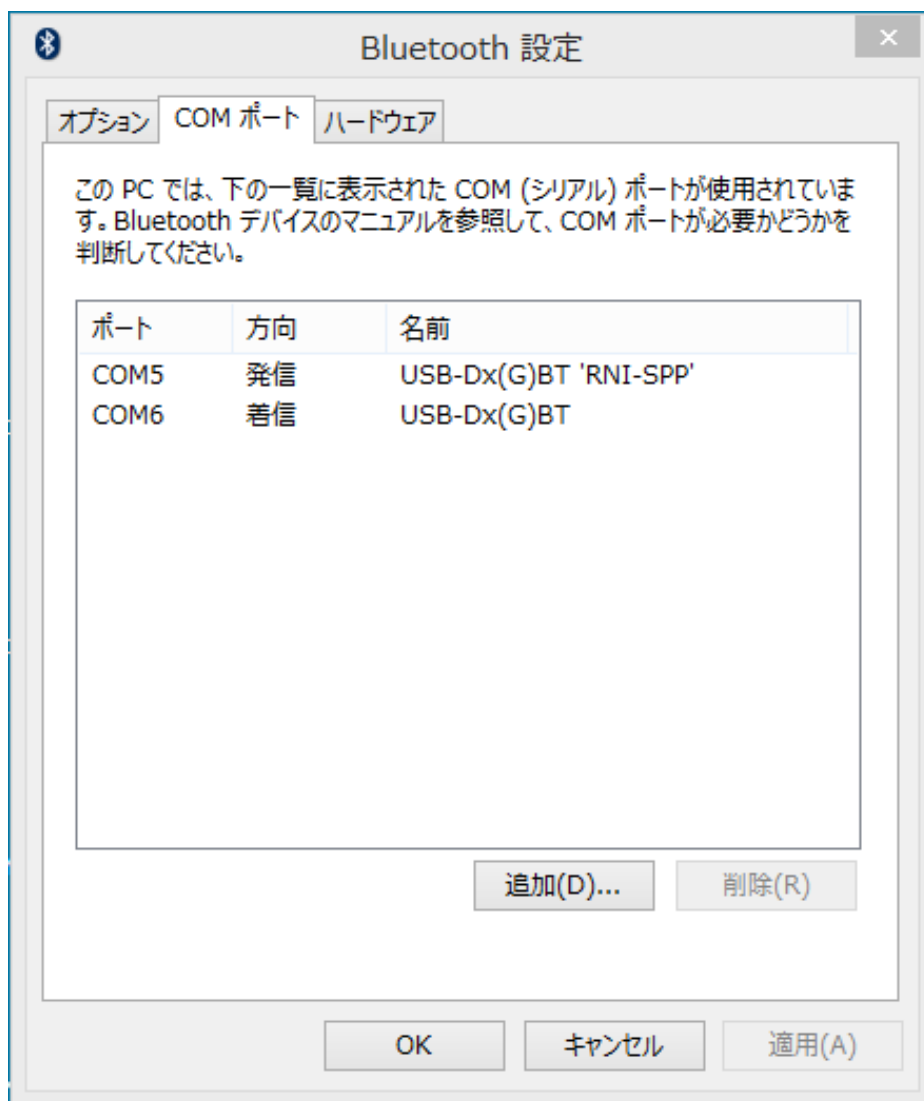 Bluetooth 設定
オプション COM ポート ハードウェア
この PC では、下の一覧に表示された COM (シリアル) ポートが使用されていま
す。Bluetooth デバイスのマニュアルを参照して、COM ポートが必要かどうかを
判断してください。
ポート 方向 名前
COM5 発信 USB-Dx(G)BT 'RNI-SPP'
COM6 着信 USB-Dx(G)BT
追加(D)... 削除(R)
OK キャンセル 適用(A)